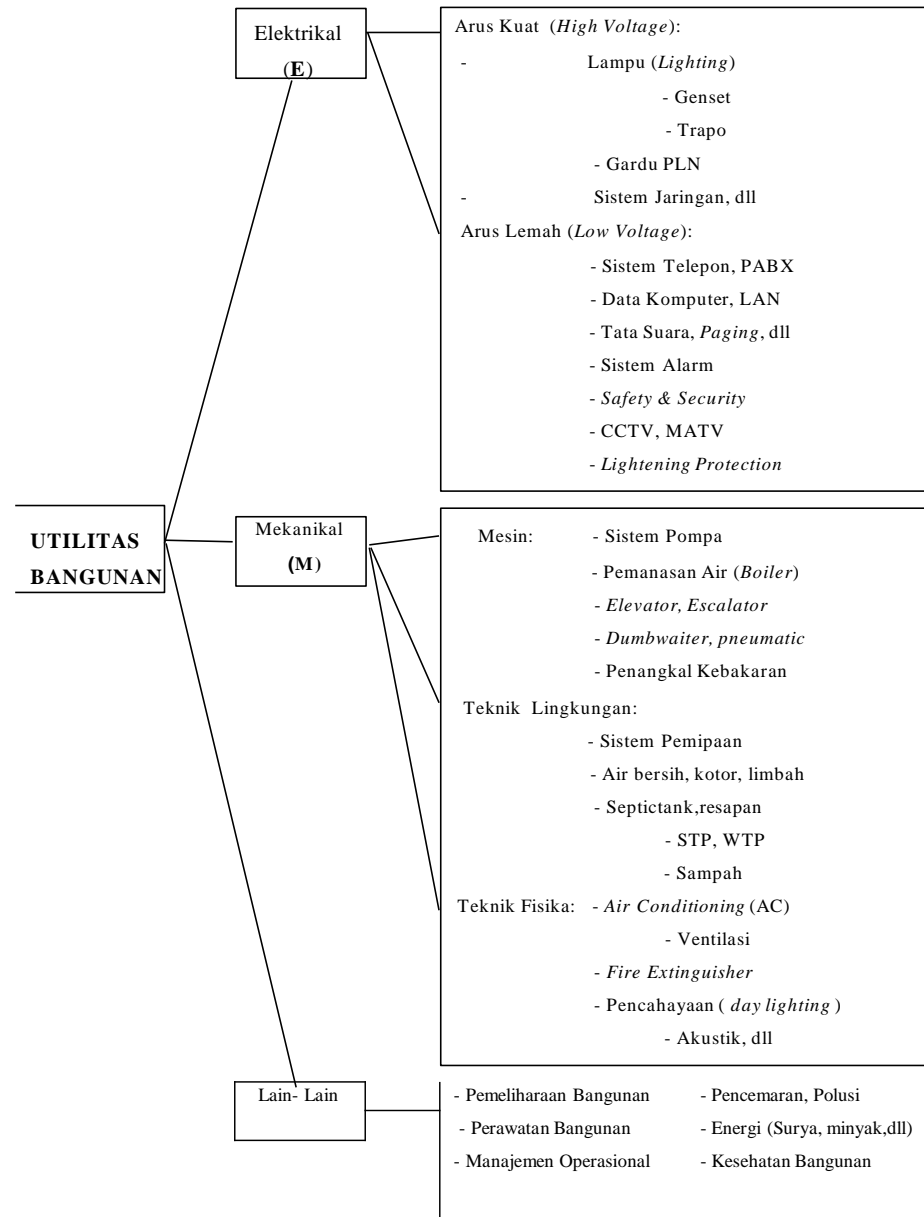 Elektrikal
(E)
Arus Kuat (High Voltage):
- Lampu (Lighting)
- Genset
- Trapo
- Gardu PLN
- Sistem Jaringan, dll
Arus Lemah (Low Voltage):
- Sistem Telepon, PABX
- Data Komputer, LAN
- Tata Suara, Paging, dll
- Sistem Alarm
- Safety & Security
- CCTV, MATV
- Lightening Protection
UTILITAS
BANGUNAN
Mekanikal
(M)
Mesin: - Sistem Pompa
- Pemanasan Air (Boiler)
- Elevator, Escalator
- Dumbwaiter, pneumatic
- Penangkal Kebakaran
Teknik Lingkungan:
- Sistem Pemipaan
- Air bersih, kotor, limbah
- Septictank,resapan
- STP, WTP
- Sampah
Teknik Fisika: - Air Conditioning (AC)
- Ventilasi
- Fire Extinguisher
- Pencahayaan ( day lighting )
- Akustik, dll
Lain- Lain
- Pemeliharaan Bangunan - Pencemaran, Polusi
- Perawatan Bangunan - Energi (Surya, minyak,dll)
- Manajemen Operasional - Kesehatan Bangunan